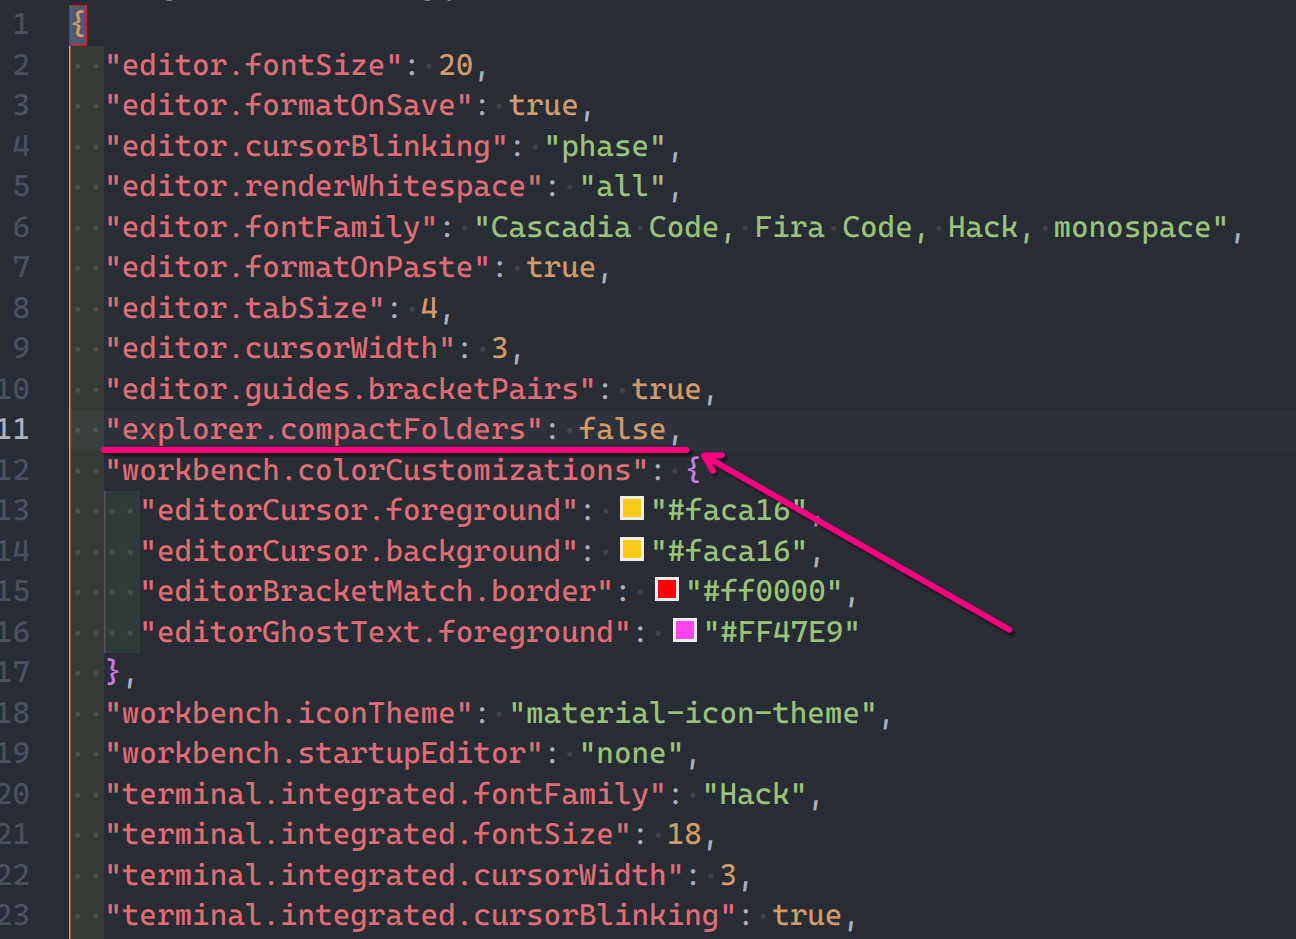 1 {
2 "editor.fontSize": 20,
3 "editor.formatOnSave": true,
4 "editor.cursorBlinking": "phase",
5 "editor.renderWhitespace": "all",
6 "editor.fontFamily": "Cascadia Code, Fira Code, Hack, monospace",
7 "editor.formatOnPaste": true,
8 "editor.tabSize": 4,
9 "editor.cursorWidth": 3,
10 "editor.guides.bracketPairs": true,
11 "explorer.compactFolders": false,
12 "workbench.colorCustomizations": {
13 "editorCursor.foreground": "#faca16",
14 "editorCursor.background": "#faca16",
15 "editorBracketMatch.border": "#ff0000",
16 "editorGhostText.foreground": "#FF47E9"
17 },
18 "workbench.iconTheme": "material-icon-theme",
19 "workbench.startupEditor": "none",
20 "terminal.integrated.fontFamily": "Hack",
21 "terminal.integrated.fontSize": 18,
22 "terminal.integrated.cursorWidth": 3,
23 "terminal.integrated.cursorBlinking": true,